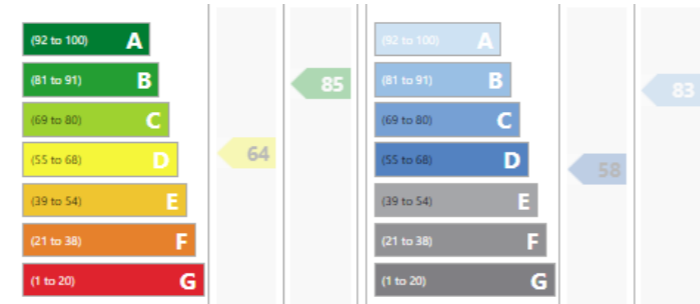 (92 to 100) A
(81 to 91) B
85
(69 to 80) C
(55 to 68) D
64
(39 to 54) E
(21 to 38) F
(1 to 20) G
(92 to 100) A
(81 to 91) B
83
(69 to 80) C
(55 to 68) D
58
(39 to 54) E
(21 to 38) F
(1 to 20) G